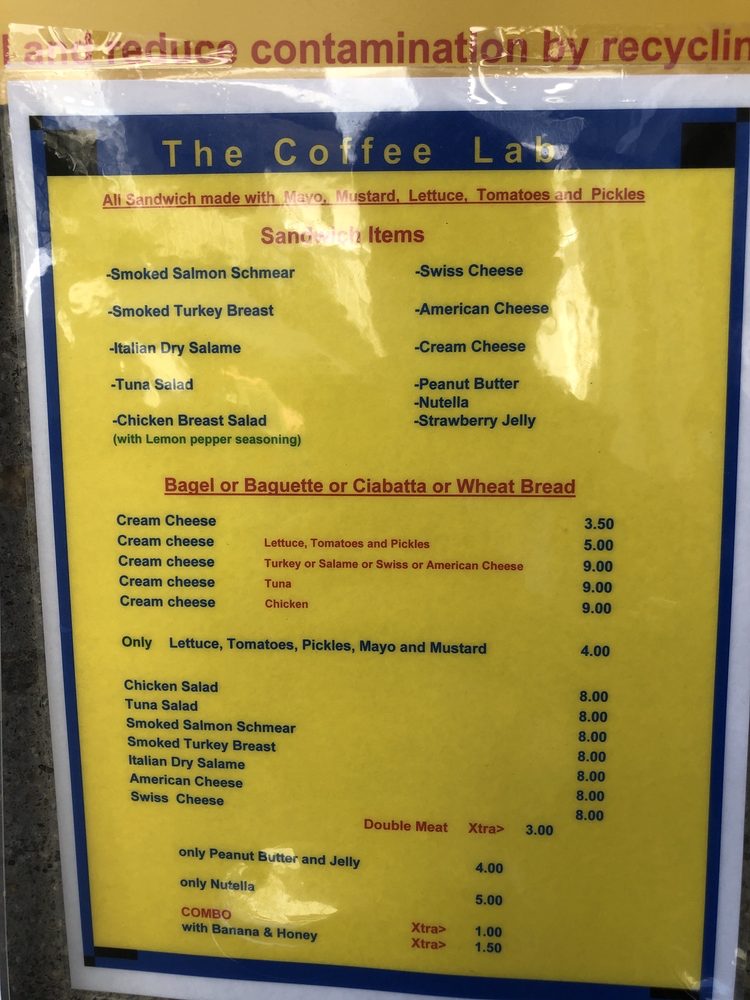 and reduce contamination by recyclin
The Coffee Lab
All Sandwich made with Mayo, Mustard, Lettuce, Tomatoes and Pickles
Sandwich Items
-Smoked Salmon Schmear -Swiss Cheese
-Smoked Turkey Breast -American Cheese
-Italian Dry Salame -Cream Cheese
-Tuna Salad -Peanut Butter
-Nutella
-Chicken Breast Salad -Strawberry Jelly
(with Lemon pepper seasoning)
Bagel or Baguette or Ciabatta or Wheat Bread
Cream Cheese 3.50
Cream cheese Lettuce, Tomatoes and Pickles 5.00
Cream cheese Turkey or Salame or Swiss or American Cheese 9.00
Cream cheese Tuna 9.00
Cream cheese Chicken 9.00
Only Lettuce, Tomatoes, Pickles, Mayo and Mustard 4.00
Chicken Salad 8.00
Tuna Salad 8.00
Smoked Salmon Schmear 8.00
Smoked Turkey Breast 8.00
Italian Dry Salame 8.00
American Cheese 8.00
Swiss Cheese 8.00
Double Meat Xtra> 3.00
only Peanut Butter and Jelly 4.00
only Nutella 5.00
COMBO Xtra> 1.00
with Banana & Honey Xtra> 1.50